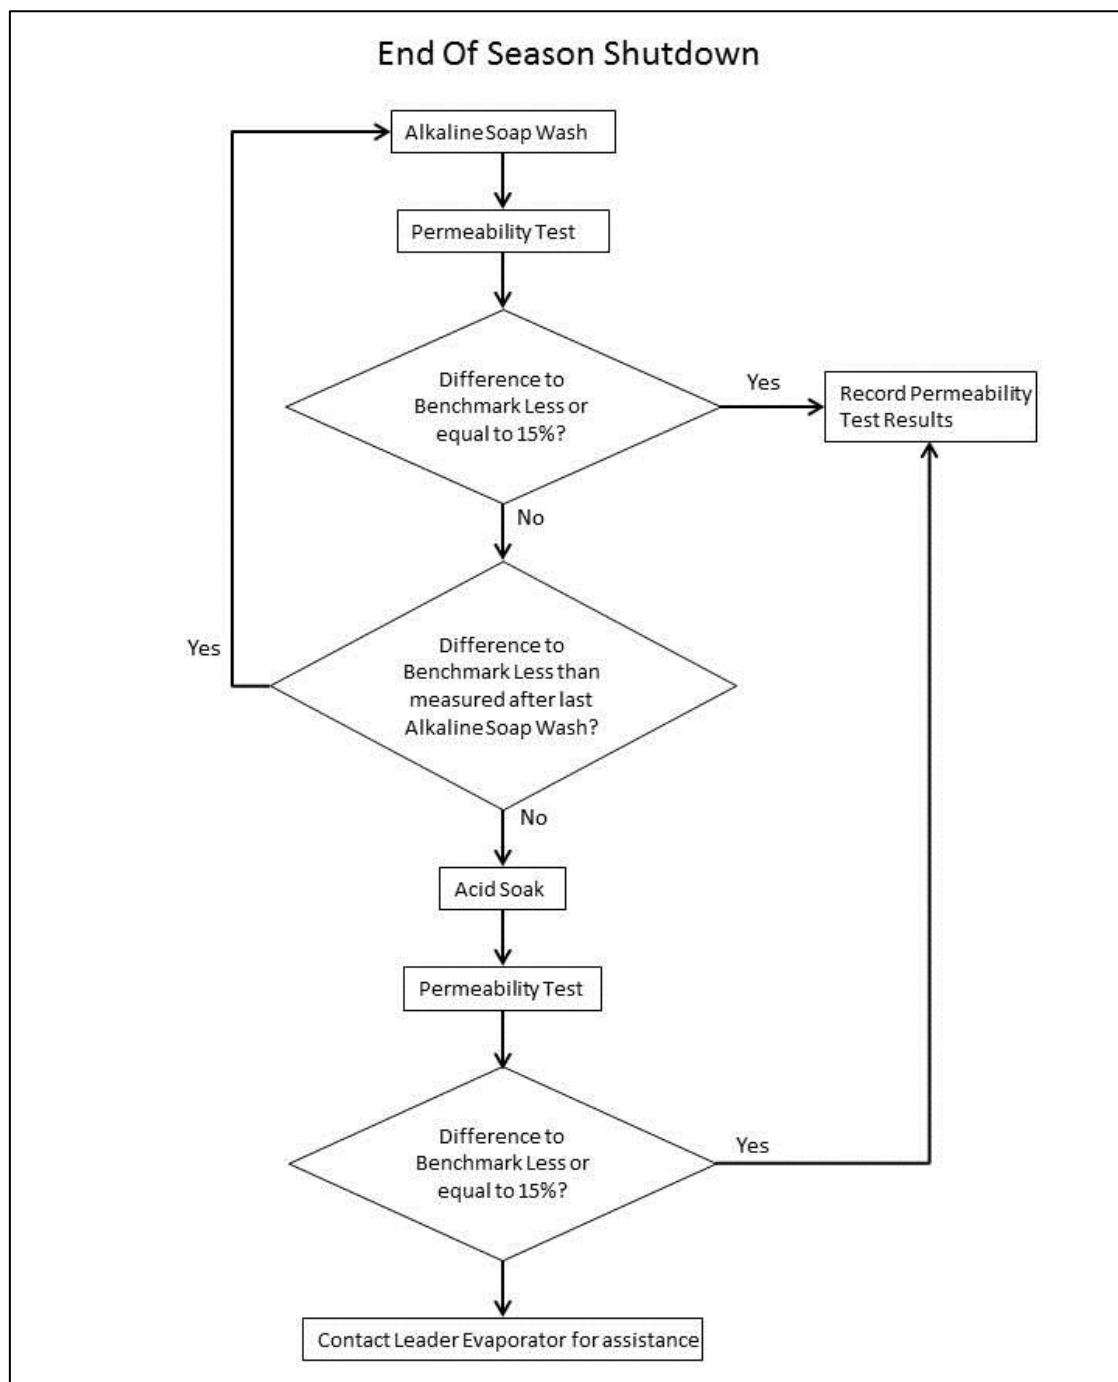 End Of Season Shutdown
Alkaline Soap Wash
Permeability Test
Difference to
Benchmark Less or
equal to 15%?
Yes
Record Permeability
Test Results
No
Difference to
Benchmark Less than
measured after last
Alkaline Soap Wash?
Yes
No
Acid Soak
Permeability Test
Difference to
Benchmark Less or
equal to 15%?
Yes
Contact Leader Evaporator for assistance